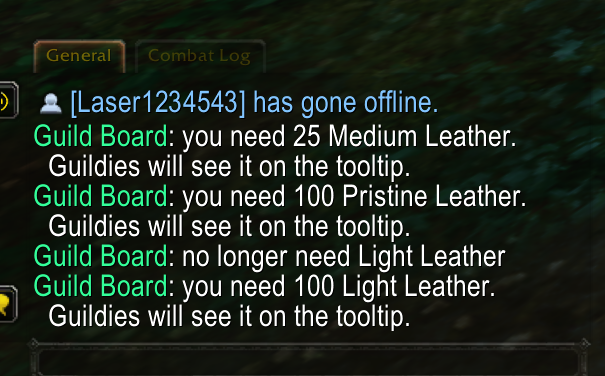 General Combat Log
[Laser1234543] has gone offline.
Guild Board: you need 25 Medium Leather.
Guildies will see it on the tooltip.
Guild Board: you need 100 Pristine Leather.
Guildies will see it on the tooltip.
Guild Board: no longer need Light Leather
Guild Board: you need 100 Light Leather.
Guildies will see it on the tooltip.